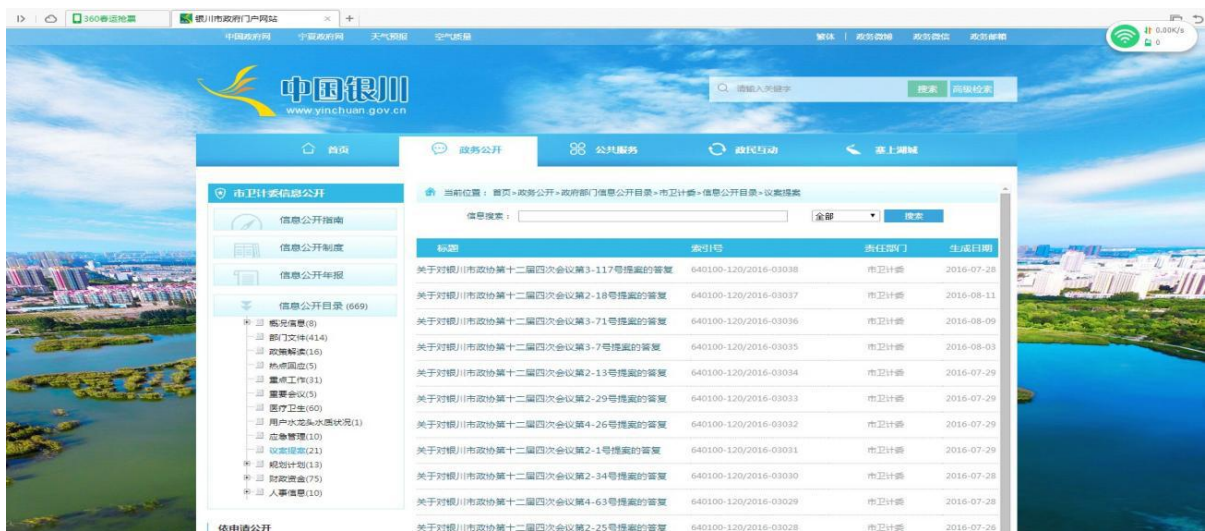 360春运抢票
银川市政府门户网站
中国政府网 宁夏政府网 天气预报 空气质量
繁体 | 政务微博 政务微信 政务邮箱
0.00K/s
0
中国银川
www.yinchuan.gov.cn
请输入关键字
搜索 高级检索
首页 政务公开 公共服务 政民互动 塞上湖城
市卫计委信息公开
信息公开指南
信息公开制度
信息公开年报
信息公开目录 (669)
概况信息(8)
部门文件(414)
政策解读(16)
热点回应(5)
重点工作(31)
重要会议(5)
医疗卫生(60)
用户水龙头水质状况(1)
应急管理(10)
议案提案(21)
规划计划(13)
财政资金(75)
人事信息(10)
依申请公开
当前位置：首页»政务公开»政府部门信息公开目录»市卫计委»信息公开目录»议案提案
信息搜索： 全部 搜索
标题 索引号 责任部门 生成日期
关于对银川市政协第十二届四次会议第3-117号提案的答复 640100-120/2016-03038 市卫计委 2016-07-28
关于对银川市政协第十二届四次会议第2-18号提案的答复 640100-120/2016-03037 市卫计委 2016-08-11
关于对银川市政协第十二届四次会议第3-71号提案的答复 640100-120/2016-03036 市卫计委 2016-08-09
关于对银川市政协第十二届四次会议第3-7号提案的答复 640100-120/2016-03035 市卫计委 2016-08-03
关于对银川市政协第十二届四次会议第2-13号提案的答复 640100-120/2016-03034 市卫计委 2016-07-29
关于对银川市政协第十二届四次会议第2-29号提案的答复 640100-120/2016-03033 市卫计委 2016-07-29
关于对银川市政协第十二届四次会议第4-26号提案的答复 640100-120/2016-03032 市卫计委 2016-07-29
关于对银川市政协第十二届四次会议第2-1号提案的答复 640100-120/2016-03031 市卫计委 2016-07-29
关于对银川市政协第十二届四次会议第2-34号提案的答复 640100-120/2016-03030 市卫计委 2016-07-28
关于对银川市政协第十二届四次会议第4-63号提案的答复 640100-120/2016-03029 市卫计委 2016-07-28
关于对银川市政协第十二届四次会议第2-25号提案的答复 640100-120/2016-03028 市卫计委 2016-07-28